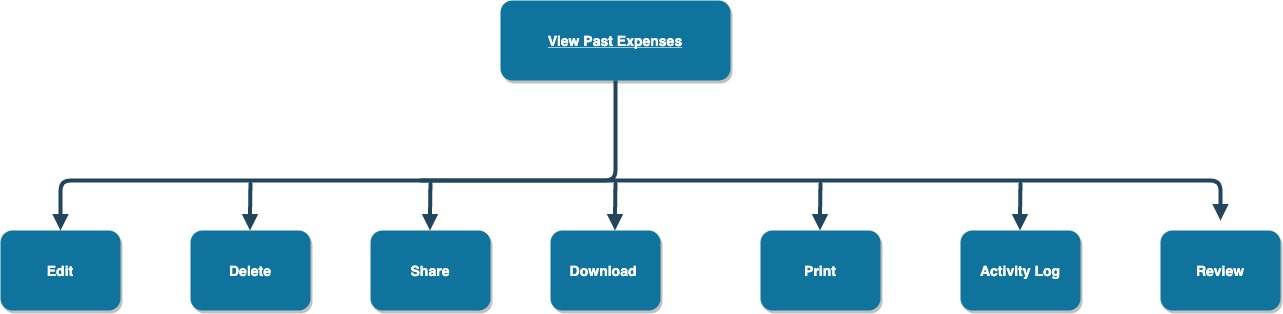 View Past Expenses
Edit
Delete
Share
Download
Print
Activity Log
Review